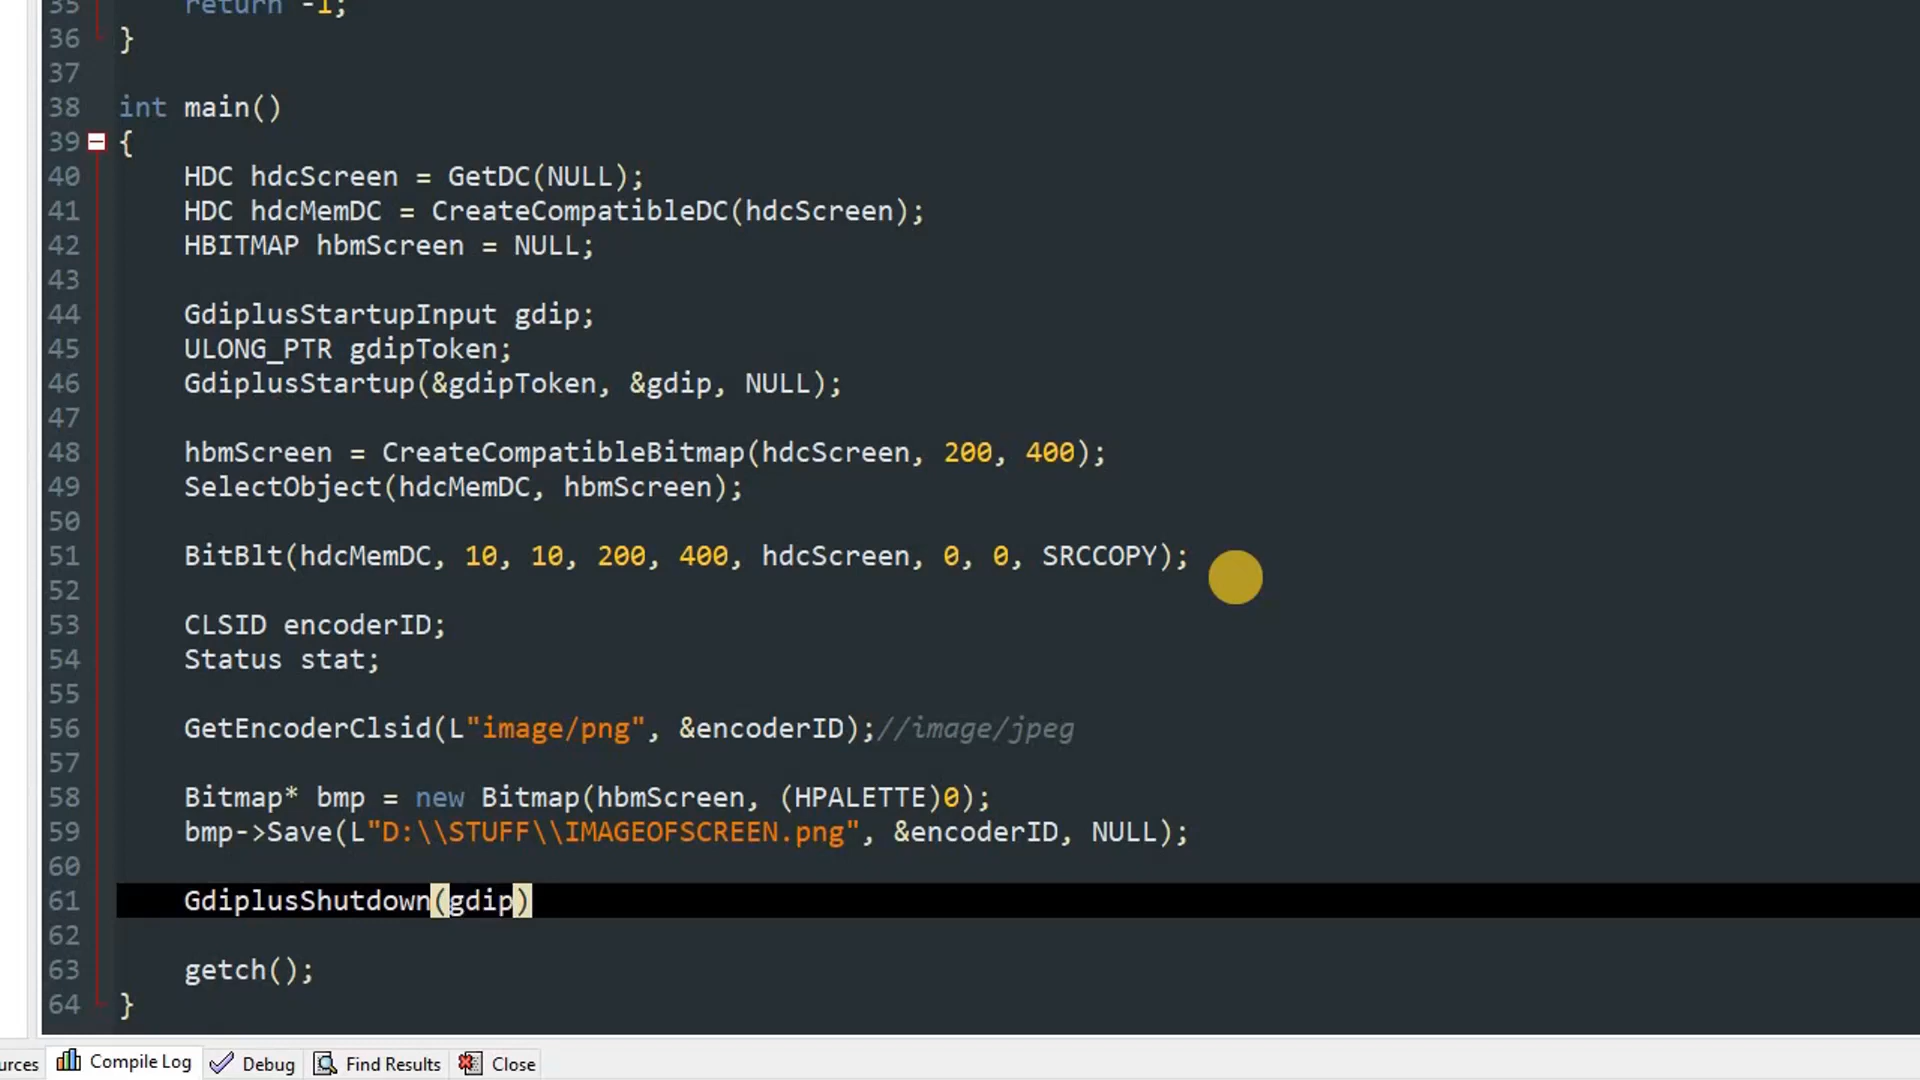 35 return -1;
36 }
37
38 int main()
39 {
40 HDC hdcScreen = GetDC(NULL);
41 HDC hdcMemDC = CreateCompatibleDC(hdcScreen);
42 HBITMAP hbmScreen = NULL;
43
44 GdiplusStartupInput gdip;
45 ULONG_PTR gdipToken;
46 GdiplusStartup(&gdipToken, &gdip, NULL);
47
48 hbmScreen = CreateCompatibleBitmap(hdcScreen, 200, 400);
49 SelectObject(hdcMemDC, hbmScreen);
50
51 BitBlt(hdcMemDC, 10, 10, 200, 400, hdcScreen, 0, 0, SRCCOPY);
52
53 CLSID encoderID;
54 Status stat;
55
56 GetEncoderClsid(L"image/png", &encoderID);//image/jpeg
57
58 Bitmap* bmp = new Bitmap(hbmScreen, (HPALETTE)0);
59 bmp->Save(L"D:\\STUFF\\IMAGEOFSCREEN.png", &encoderID, NULL);
60
61 GdiplusShutdown(gdip)
62
63 getch();
64 }
urces Compile Log Debug Find Results Close